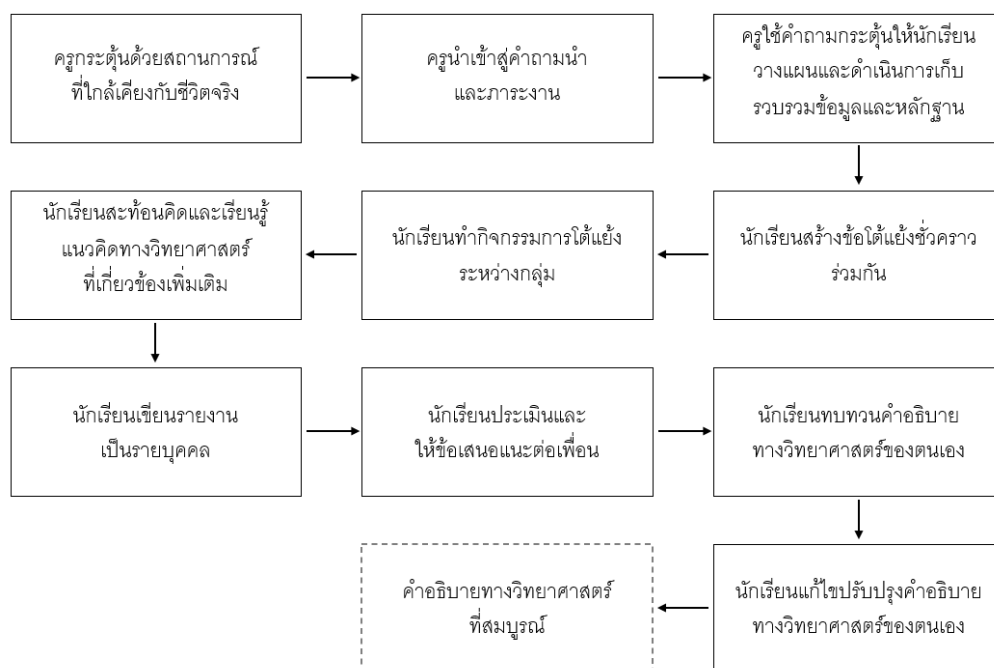 ครูกระตุ้นด้วยสถานการณ์
ที่ใกล้เคียงกับชีวิตจริง
ครูนำเข้าสู่คำถามนำ
และภาระงาน
ครูใช้คำถามกระตุ้นให้นักเรียน
วางแผนและดำเนินการเก็บ
รวบรวมข้อมูลและหลักฐาน
นักเรียนสร้างข้อโต้แย้งชั่วคราว
ร่วมกัน
นักเรียนทำกิจกรรมการโต้แย้ง
ระหว่างกลุ่ม
นักเรียนสะท้อนคิดและเรียนรู้
แนวคิดทางวิทยาศาสตร์
ที่เกี่ยวข้องเพิ่มเติม
นักเรียนเขียนรายงาน
เป็นรายบุคคล
นักเรียนประเมินและ
ให้ข้อเสนอแนะต่อเพื่อน
นักเรียนทบทวนคำอธิบาย
ทางวิทยาศาสตร์ของตนเอง
นักเรียนแก้ไขปรับปรุงคำอธิบาย
ทางวิทยาศาสตร์ของตนเอง
คำอธิบายทางวิทยาศาสตร์
ที่สมบูรณ์